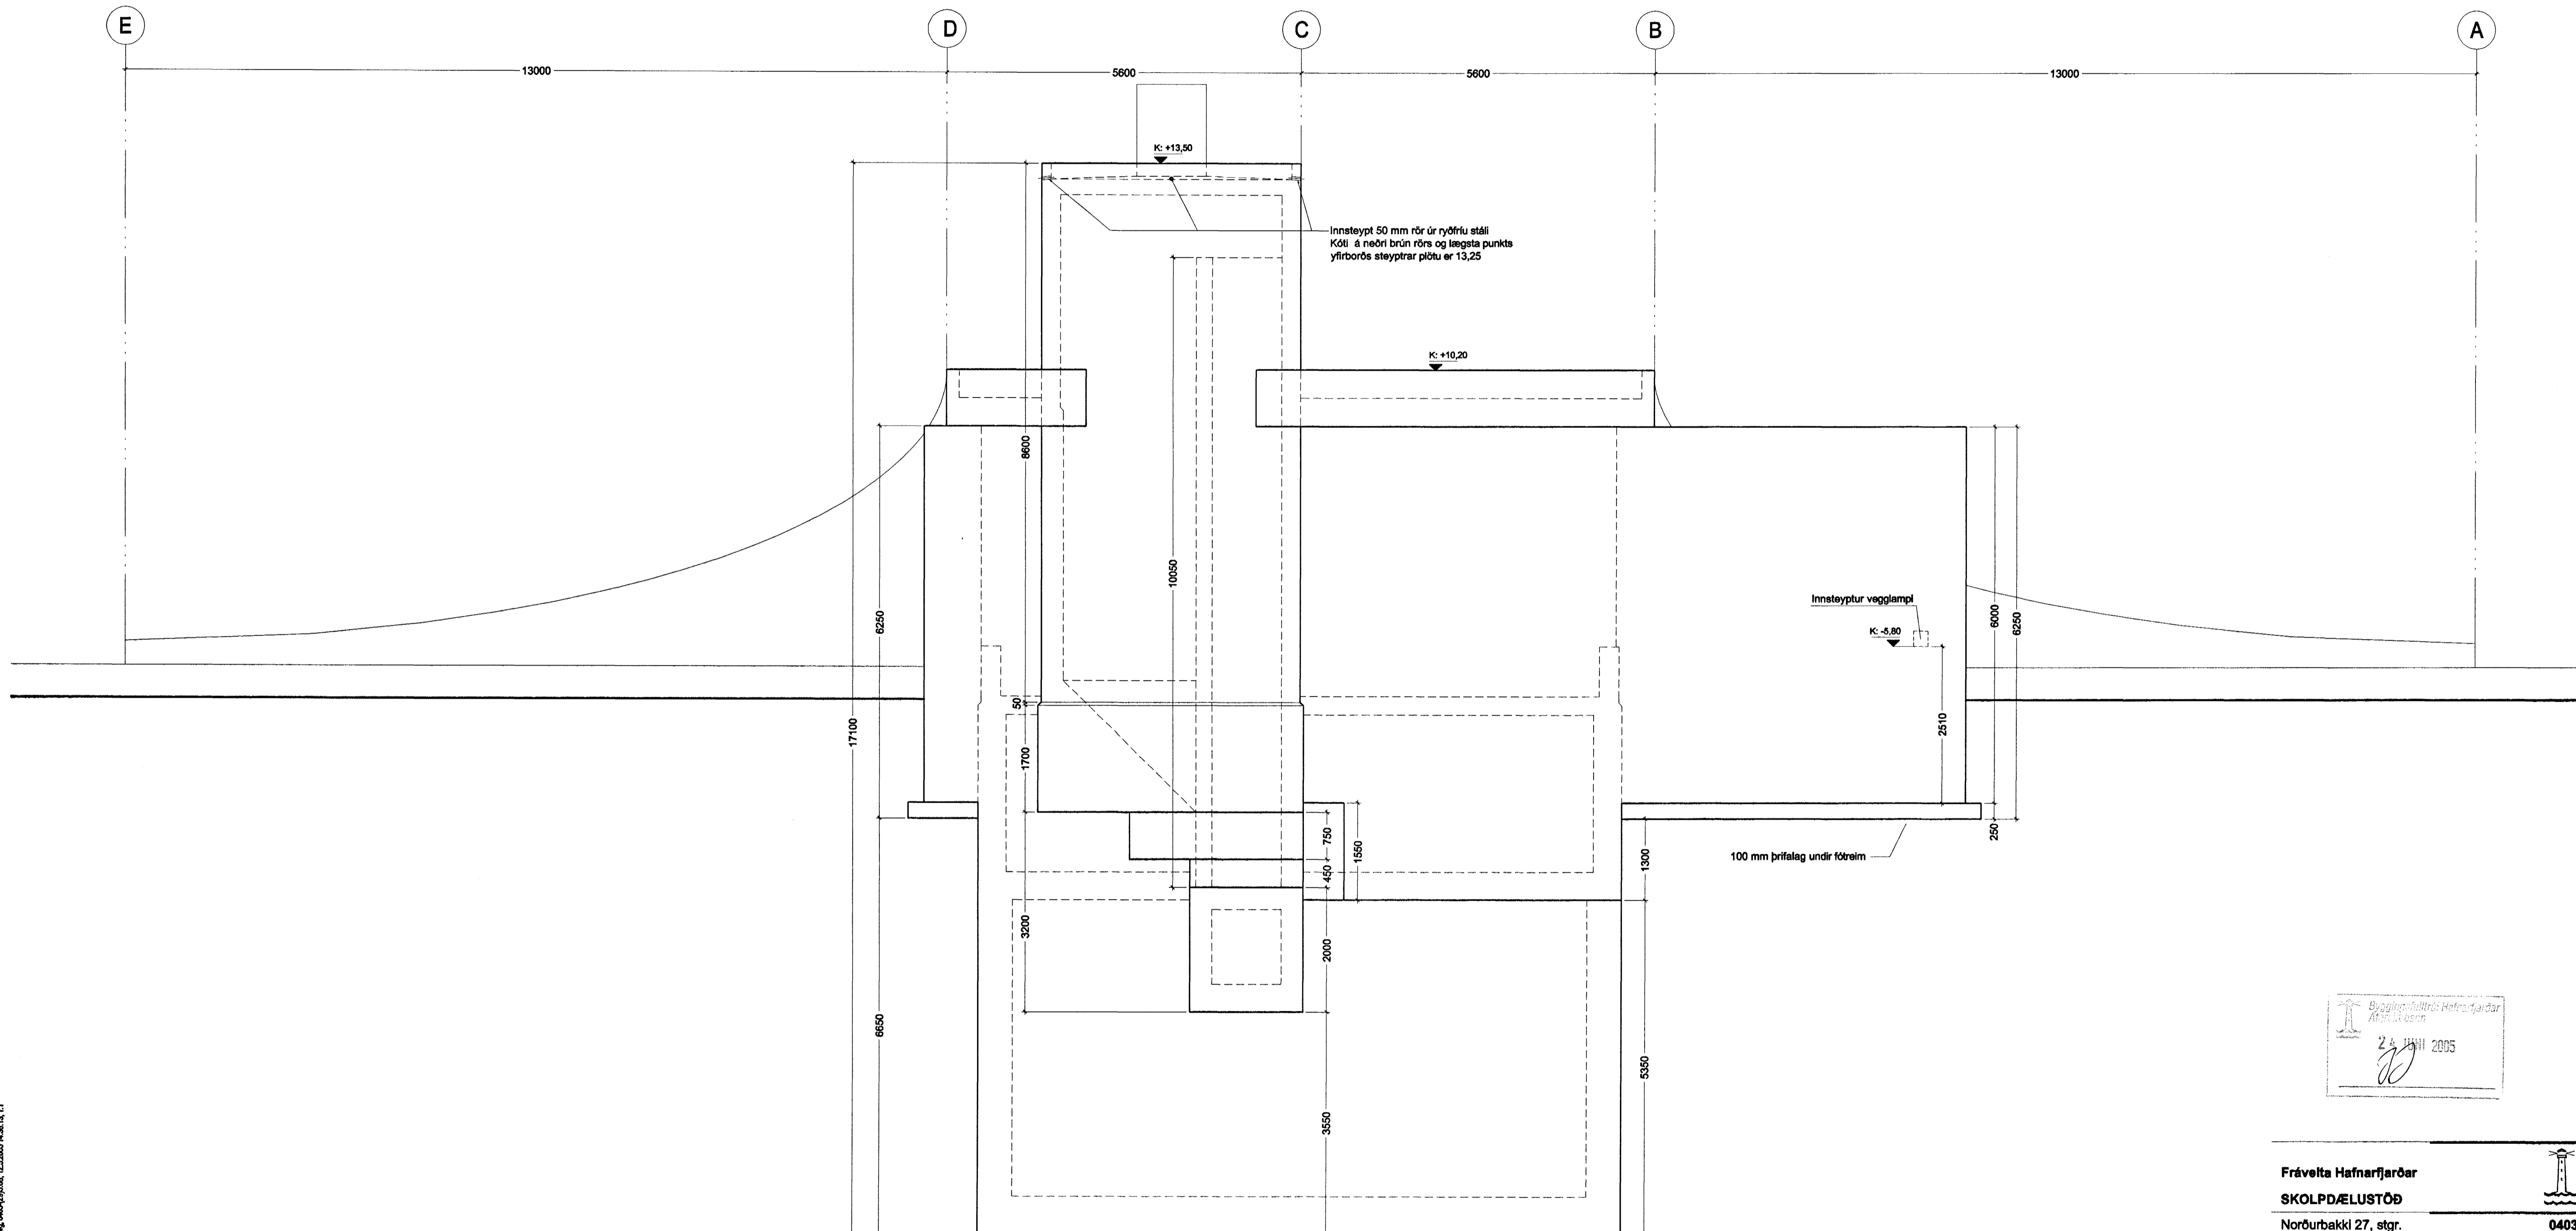 E
D
C
B
A
13000
5600
5600
13000
K: +13,50
Innsteypt 50 mm rör úr ryðfríu stáli
Kóti á neðri brún rörs og lægsta punkts
yfirborðs steyptrar plötu er 13,25
K: +10,20
8600
10050
6250
17100
50
1700
3200
6650
750
450
1550
2000
3550
1300
5350
Innsteyptur vegglampi
K: -5,80
2510
6000
6250
250
100 mm þrifalag undir fótreim
Byggingafulltrúi Hafnarfjarðar
JÚNÍ 2005
Fráveita Hafnarfjarðar
SKOLPDÆLUSTÖÐ
Norðurbakki 27, stgr.
0403